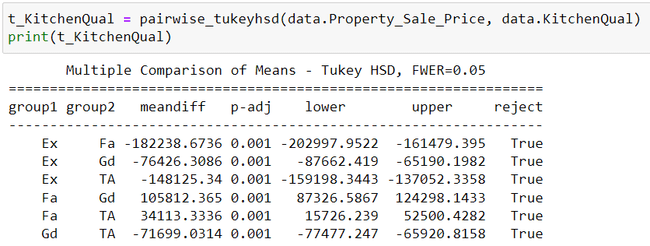 t_KitchenQual = pairwise_tukeyhsd(data.Property_Sale_Price, data.KitchenQual)
print(t_KitchenQual)
Multiple Comparison of Means - Tukey HSD, FWER=0.05
====================================================================
group1 group2 meandiff p-adj lower upper reject
--------------------------------------------------------------------
Ex Fa -182238.6736 0.001 -202997.9522 -161479.395 True
Ex Gd -76426.3086 0.001 -87662.419 -65190.1982 True
Ex TA -148125.34 0.001 -159198.3443 -137052.3358 True
Fa Gd 105812.365 0.001 87326.5867 124298.1433 True
Fa TA 34113.3336 0.001 15726.239 52500.4282 True
Gd TA -71699.0314 0.001 -77477.247 -65920.8158 True